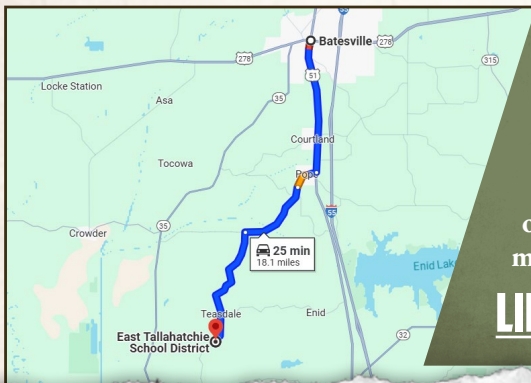 Batesville
278
278
51
315
Locke Station
Asa
35
Courtland
Tocowa
Pope
55
Crowder
35
25 min
18.1 miles
Enid Lake
Teasdale
Enid
East Tallahatchie
School District
32